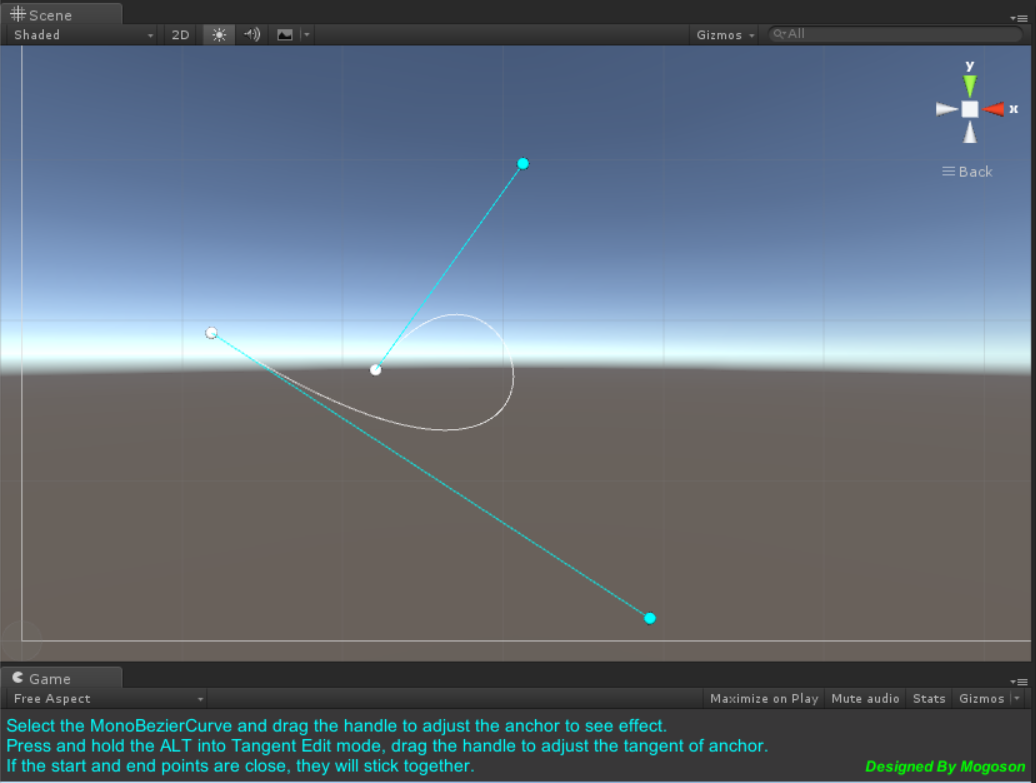 Scene
Shaded 2D Gizmos All
y
x
Back
Game
Free Aspect Maximize on Play Mute audio Stats Gizmos
Select the MonoBezierCurve and drag the handle to adjust the anchor to see effect.
Press and hold the ALT into Tangent Edit mode, drag the handle to adjust the tangent of anchor.
If the start and end points are close, they will stick together.
Designed By Mogoson